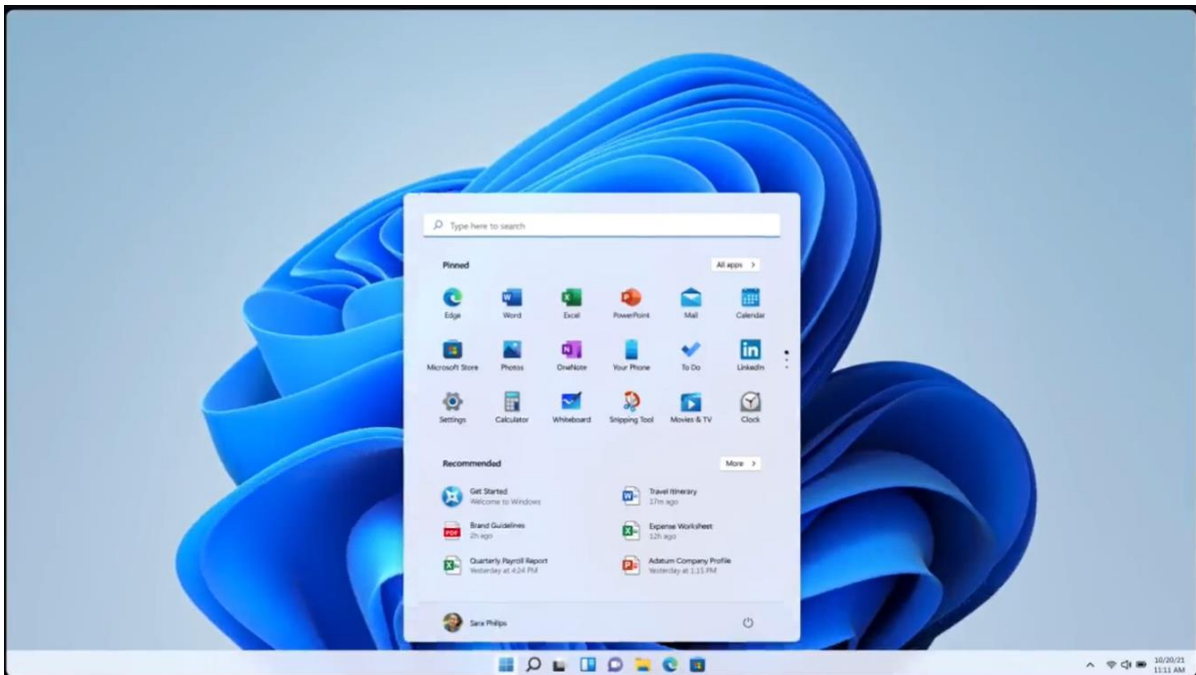 Type here to search
Pinned
All apps
Edge
Word
Excel
PowerPoint
Mail
Calendar
Microsoft Store
Photos
OneNote
Your Phone
To Do
LinkedIn
Settings
Calculator
Whiteboard
Snipping Tool
Movies & TV
Clock
Recommended
More
Get Started
Welcome to Windows
Travel Itinerary
17m ago
Brand Guidelines
2h ago
Expense Worksheet
12h ago
Quarterly Payroll Report
Yesterday at 4:24 PM
Adatum Company Profile
Yesterday at 1:15 PM
Sara Philips
10/20/21
11:11 AM